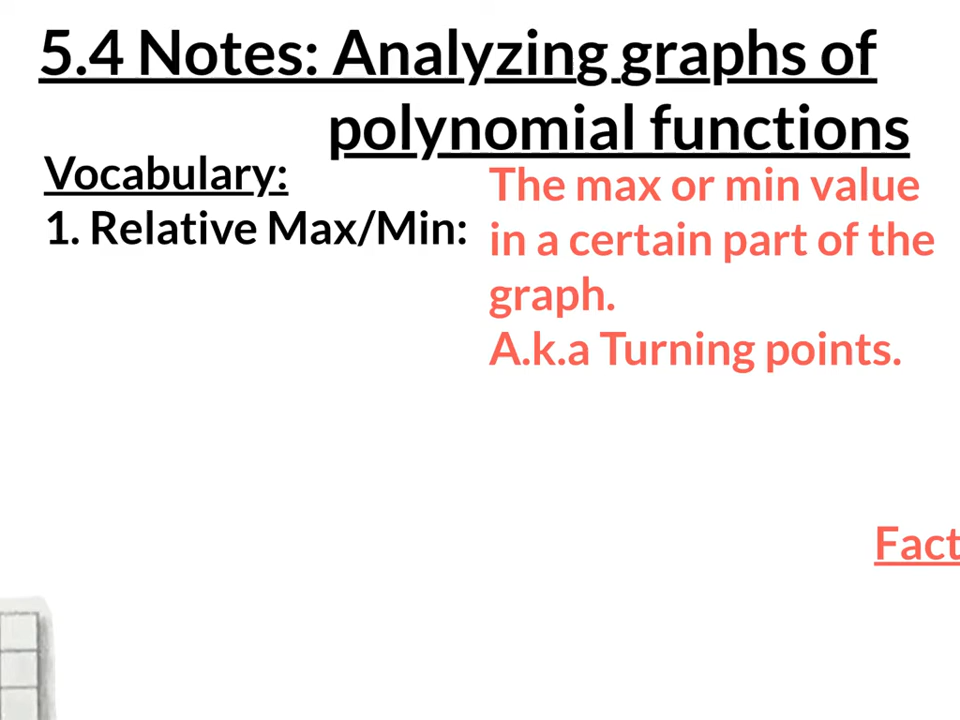 5.4 Notes: Analyzing graphs of
polynomial functions
Vocabulary:
1. Relative Max/Min:
The max or min value
in a certain part of the
graph.
A.k.a Turning points.
Fact